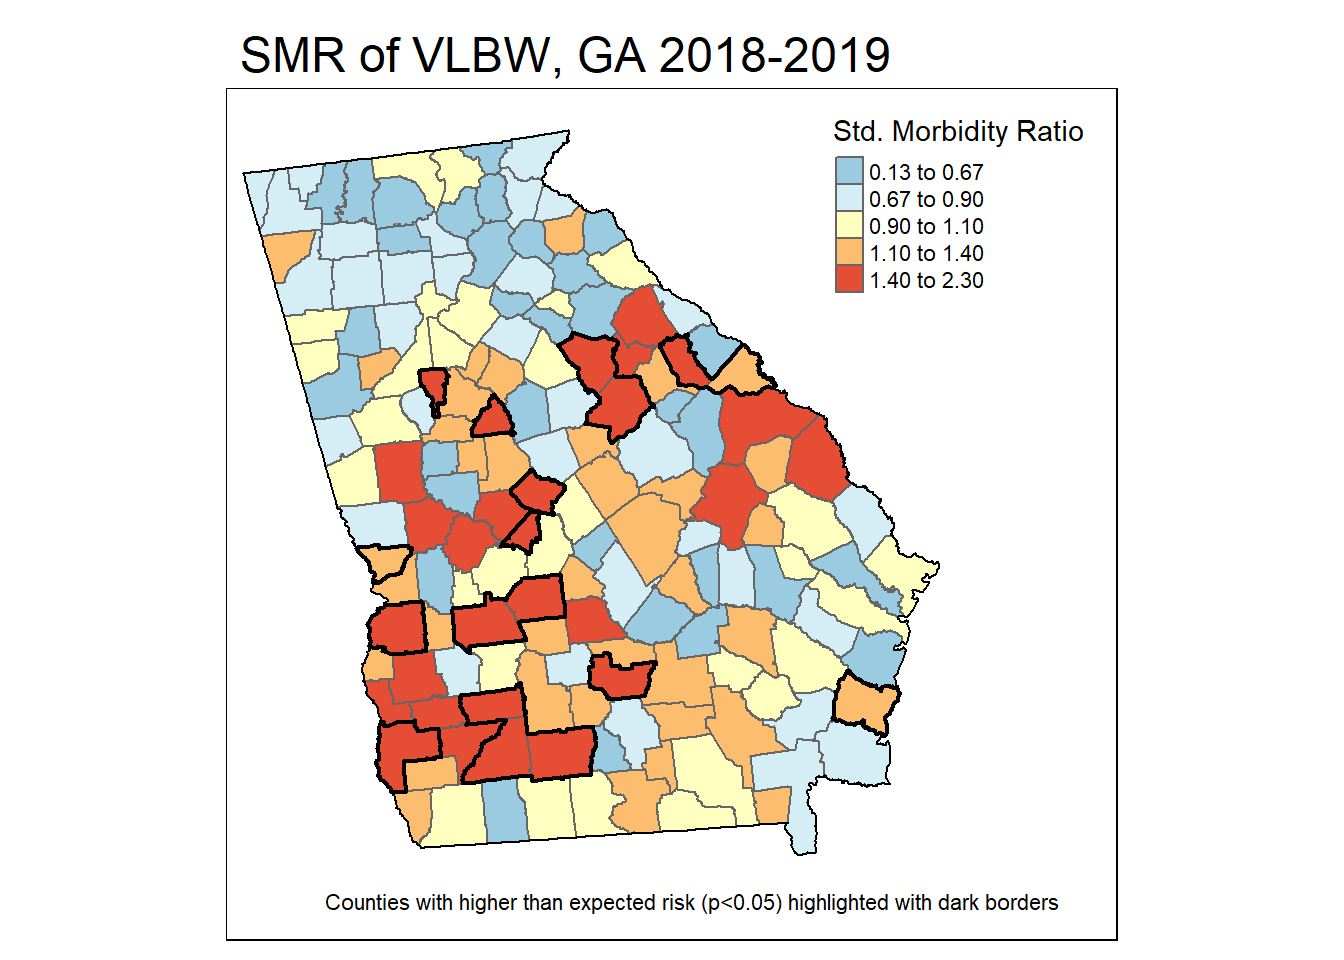 SMR of VLBW, GA 2018-2019
Std. Morbidity Ratio
0.13 to 0.67
0.67 to 0.90
0.90 to 1.10
1.10 to 1.40
1.40 to 2.30
Counties with higher than expected risk (p<0.05) highlighted with dark borders